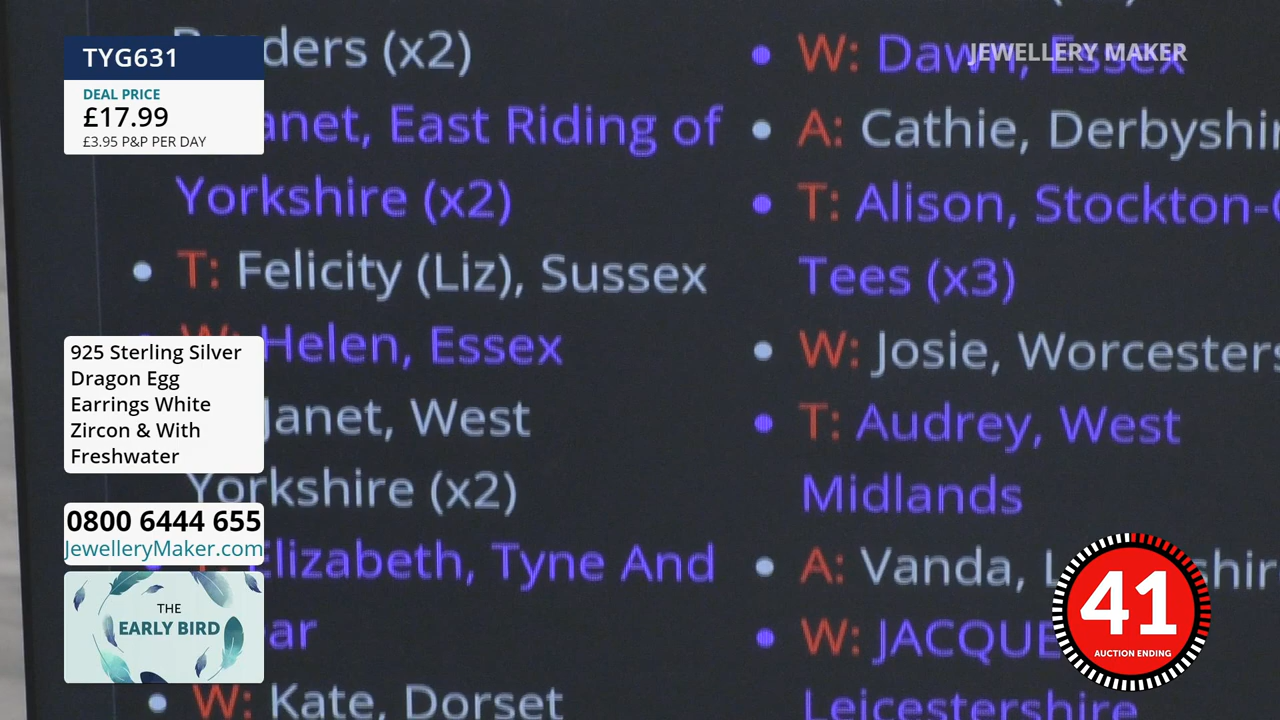 TYG631
DEAL PRICE
£17.99
£3.95 P&P PER DAY
ders (x2)
anet, East Riding of
Yorkshire (x2)
• T: Felicity (Liz), Sussex
Helen, Essex
Janet, West
Yorkshire (x2)
Elizabeth, Tyne And
ar
• W: Kate, Dorset
925 Sterling Silver
Dragon Egg
Earrings White
Zircon & With
Freshwater
0800 6444 655
JewelleryMaker.com
THE
EARLY BIRD
JEWELLERY MAKER
• W: Dawn, Essex
• A: Cathie, Derbyshi
• T: Alison, Stockton-
Tees (x3)
• W: Josie, Worcesters
• T: Audrey, West
Midlands
• A: Vanda, L shir
• W: JACQUE
Leicestershire
41
AUCTION ENDING